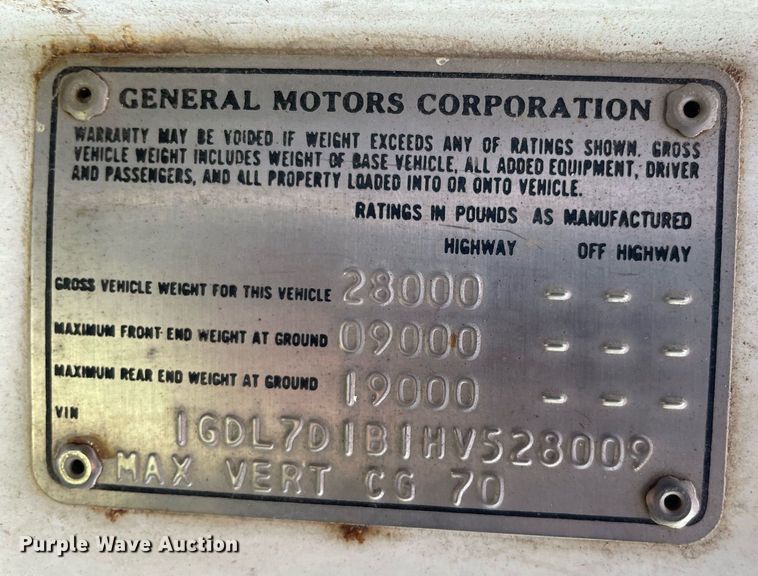 GENERAL MOTORS CORPORATION
WARRANTY MAY BE VOIDED IF WEIGHT EXCEEDS ANY OF RATINGS SHOWN. GROSS
VEHICLE WEIGHT INCLUDES WEIGHT OF BASE VEHICLE, ALL ADDED EQUIPMENT, DRIVER
AND PASSENGERS, AND ALL PROPERTY LOADED INTO OR ONTO VEHICLE.
RATINGS IN POUNDS AS MANUFACTURED
HIGHWAY OFF HIGHWAY
GROSS VEHICLE WEIGHT FOR THIS VEHICLE 28000 - - -
MAXIMUM FRONT END WEIGHT AT GROUND 09000 - - -
MAXIMUM REAR END WEIGHT AT GROUND 19000 - - -
VIN 1GDL7D1B1HV528009
MAX VERT CG 70
Purple Wave Auction